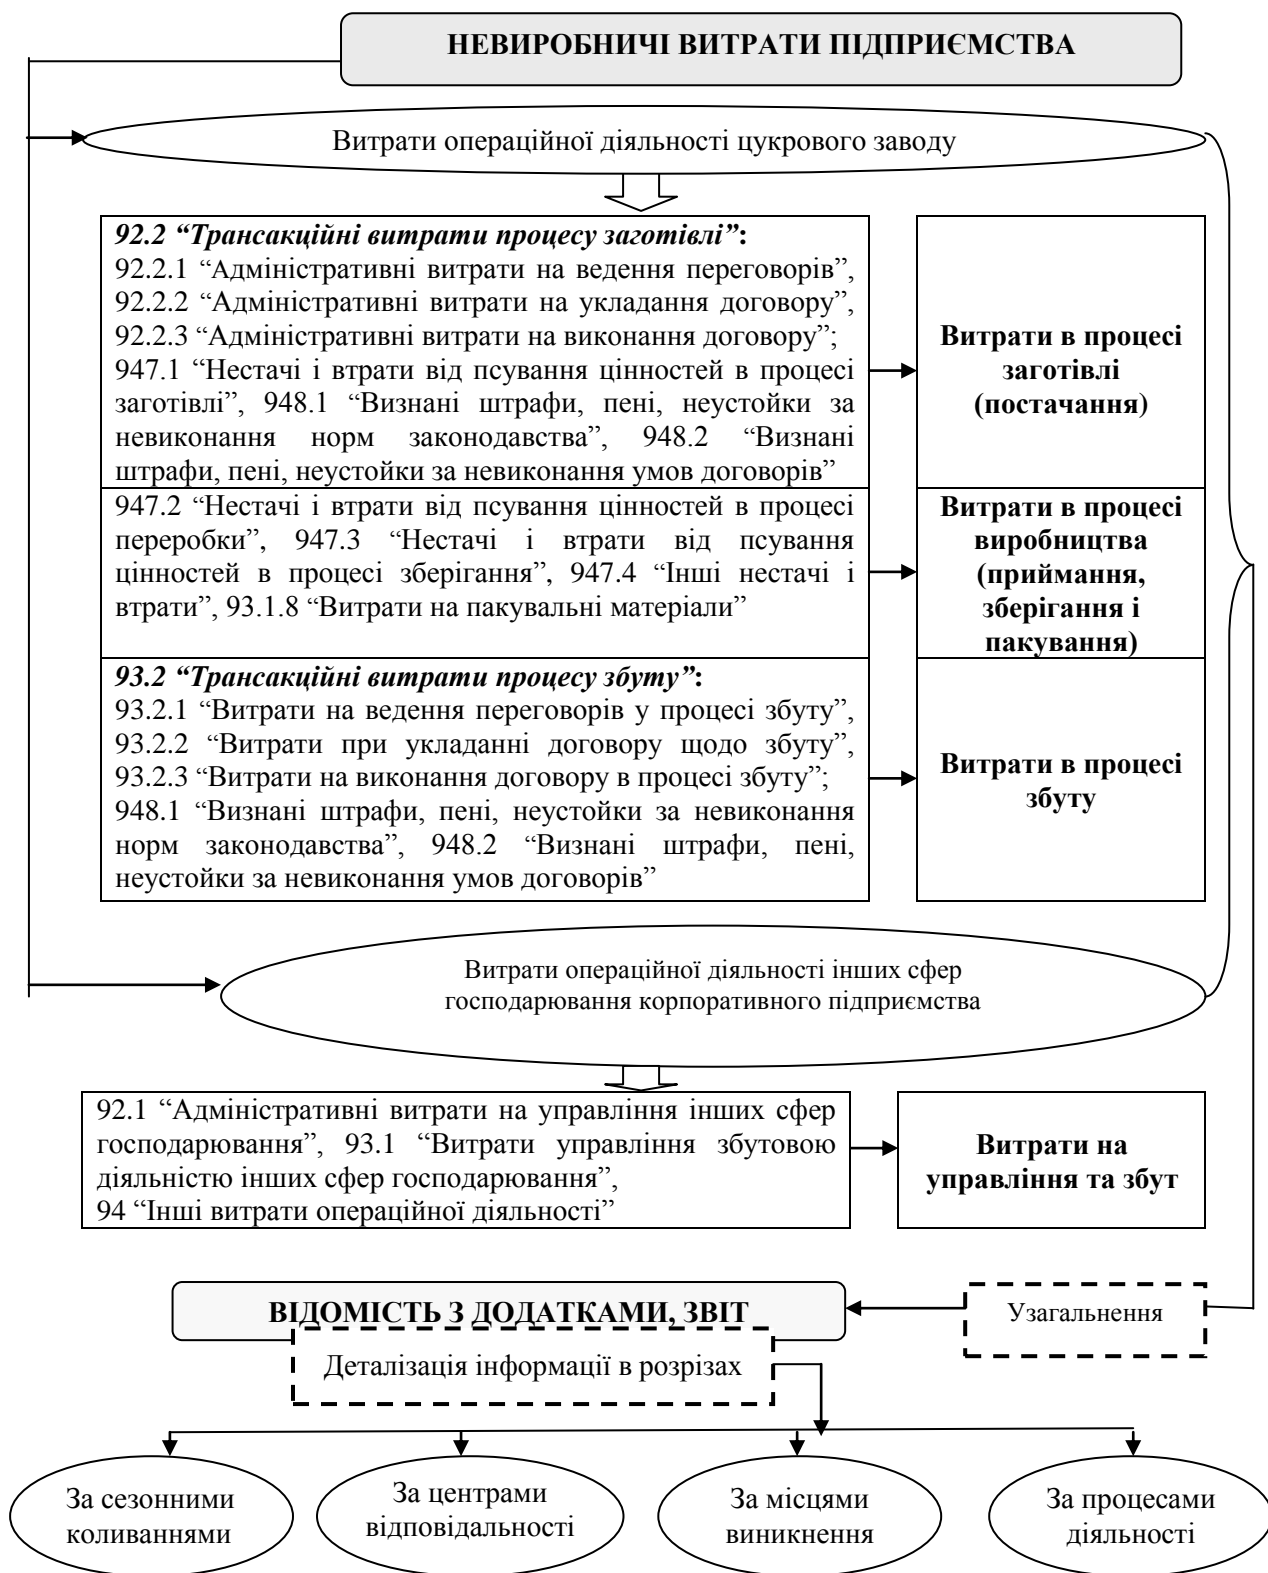 НЕВИРОБНИЧІ ВИТРАТИ ПІДПРИЄМСТВА
Витрати операційної діяльності цукрового заводу
92.2 “Трансакційні витрати процесу заготівлі”:
92.2.1 “Адміністративні витрати на ведення переговорів”,
92.2.2 “Адміністративні витрати на укладання договору”,
92.2.3 “Адміністративні витрати на виконання договору”;
947.1 “Нестачі і втрати від псування цінностей в процесі
заготівлі”, 948.1 “Визнані штрафи, пені, неустойки за
невиконання норм законодавства”, 948.2 “Визнані
штрафи, пені, неустойки за невиконання умов договорів”
Витрати в процесі
заготівлі
(постачання)
947.2 “Нестачі і втрати від псування цінностей в процесі
переробки”, 947.3 “Нестачі і втрати від псування
цінностей в процесі зберігання”, 947.4 “Інші нестачі і
втрати”, 93.1.8 “Витрати на пакувальні матеріали”
Витрати в процесі
виробництва
(приймання,
зберігання і
пакування)
93.2 “Трансакційні витрати процесу збуту”:
93.2.1 “Витрати на ведення переговорів у процесі збуту”,
93.2.2 “Витрати при укладанні договору щодо збуту”,
93.2.3 “Витрати на виконання договору в процесі збуту”;
948.1 “Визнані штрафи, пені, неустойки за невиконання
норм законодавства”, 948.2 “Визнані штрафи, пені,
неустойки за невиконання умов договорів”
Витрати в процесі
збуту
Витрати операційної діяльності інших сфер
господарювання корпоративного підприємства
92.1 “Адміністративні витрати на управління інших сфер
господарювання”, 93.1 “Витрати управління збутовою
діяльністю інших сфер господарювання”,
94 “Інші витрати операційної діяльності”
Витрати на
управління та збут
ВІДОМІСТЬ З ДОДАТКАМИ, ЗВІТ
Узагальнення
Деталізація інформації в розрізах
За сезонними
коливаннями
За центрами
відповідальності
За місцями
виникнення
За процесами
діяльності